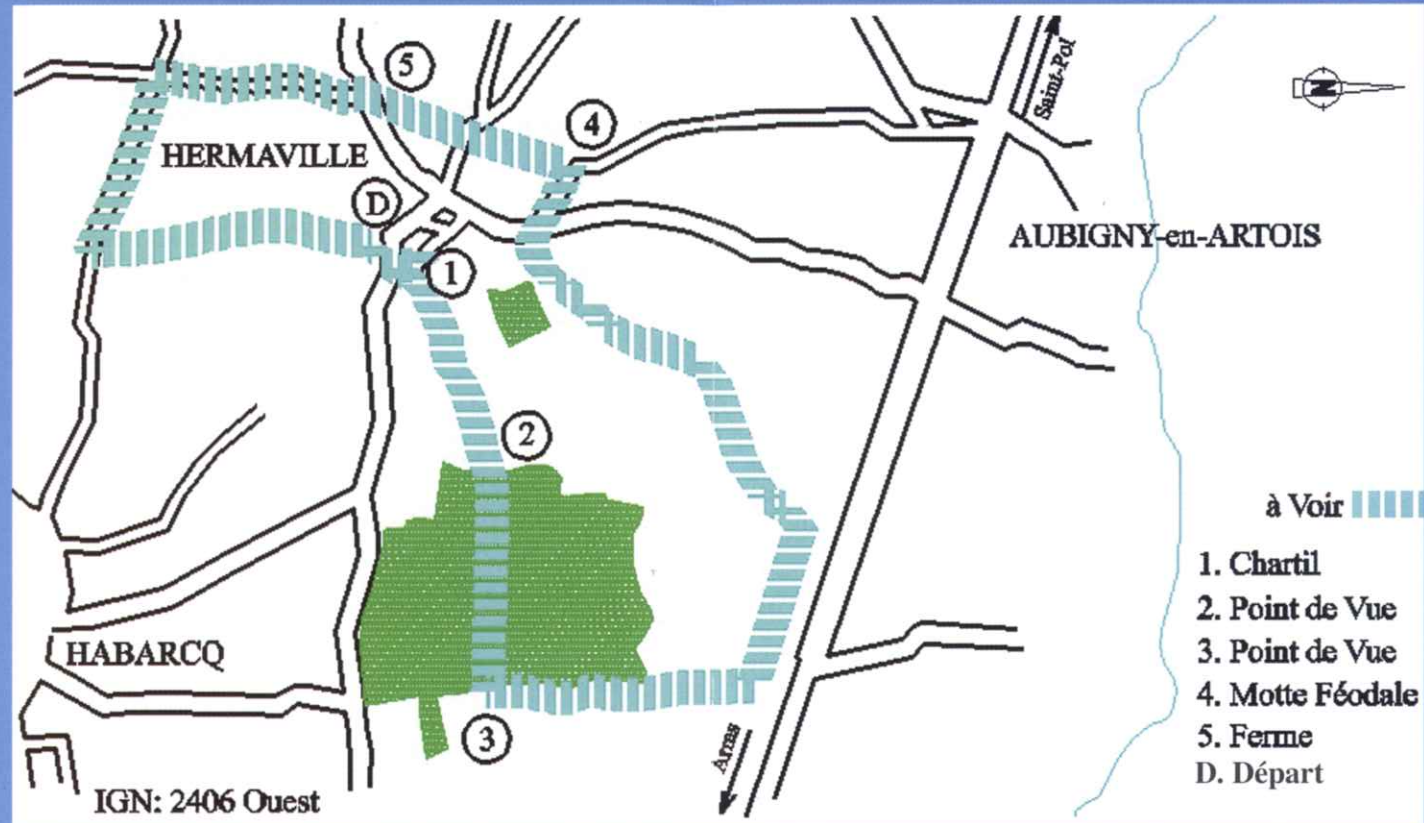 5
4
Saint-Pol
N
HERMAVILLE
D
AUBIGNY-en-ARTOIS
1
2
à Voir
1. Chartil
2. Point de Vue
HABARCQ
3. Point de Vue
4. Motte Féodale
3
Arras
5. Ferme
D. Départ
IGN: 2406 Ouest